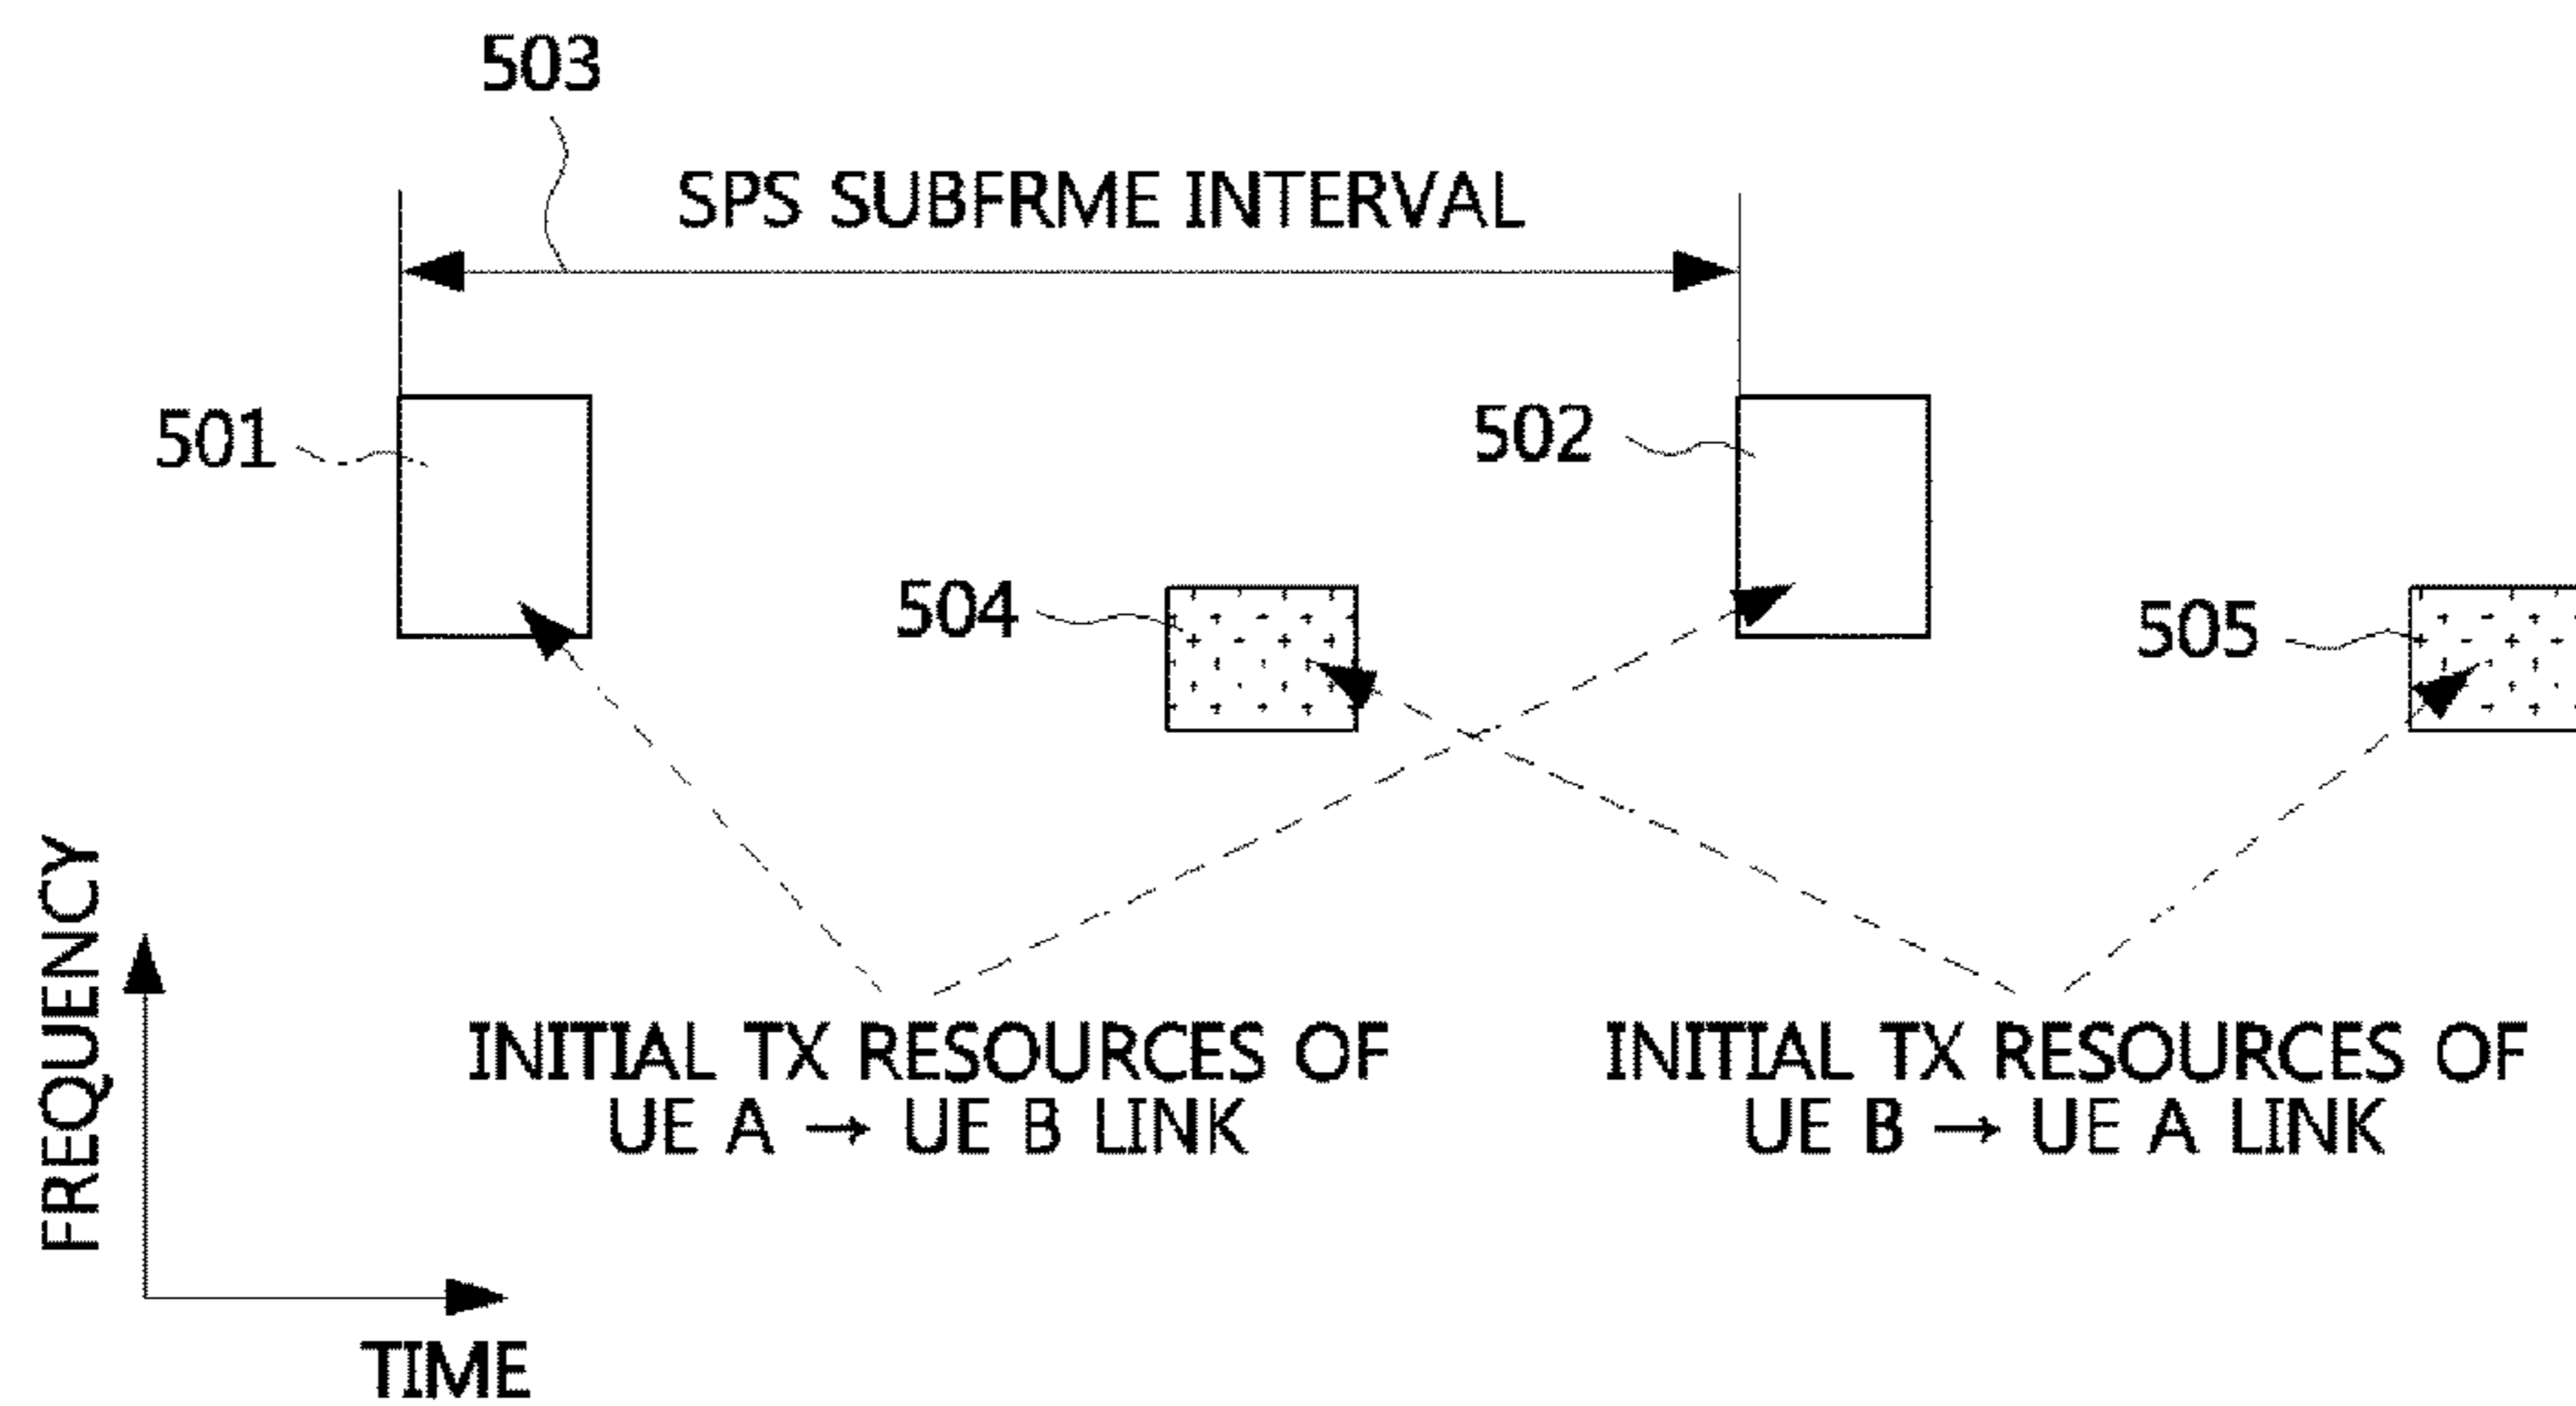 503
SPS SUBFRME INTERVAL
501
502
504
505
FREQUENCY
INITIAL TX RESOURCES OF
UE A → UE B LINK
INITIAL TX RESOURCES OF
UE B → UE A LINK
TIME